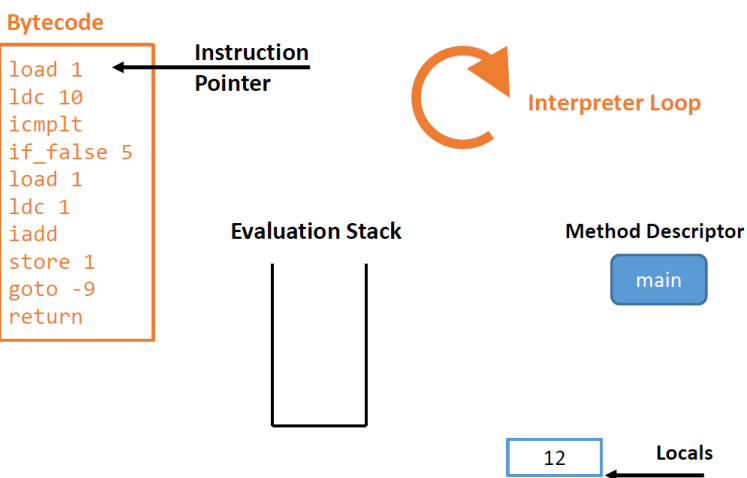 Bytecode
load 1
ldc 10
icmplt
if_false 5
load 1
ldc 1
iadd
store 1
goto -9
return
Instruction
Pointer
Interpreter Loop
Evaluation Stack
Method Descriptor
main
12
Locals